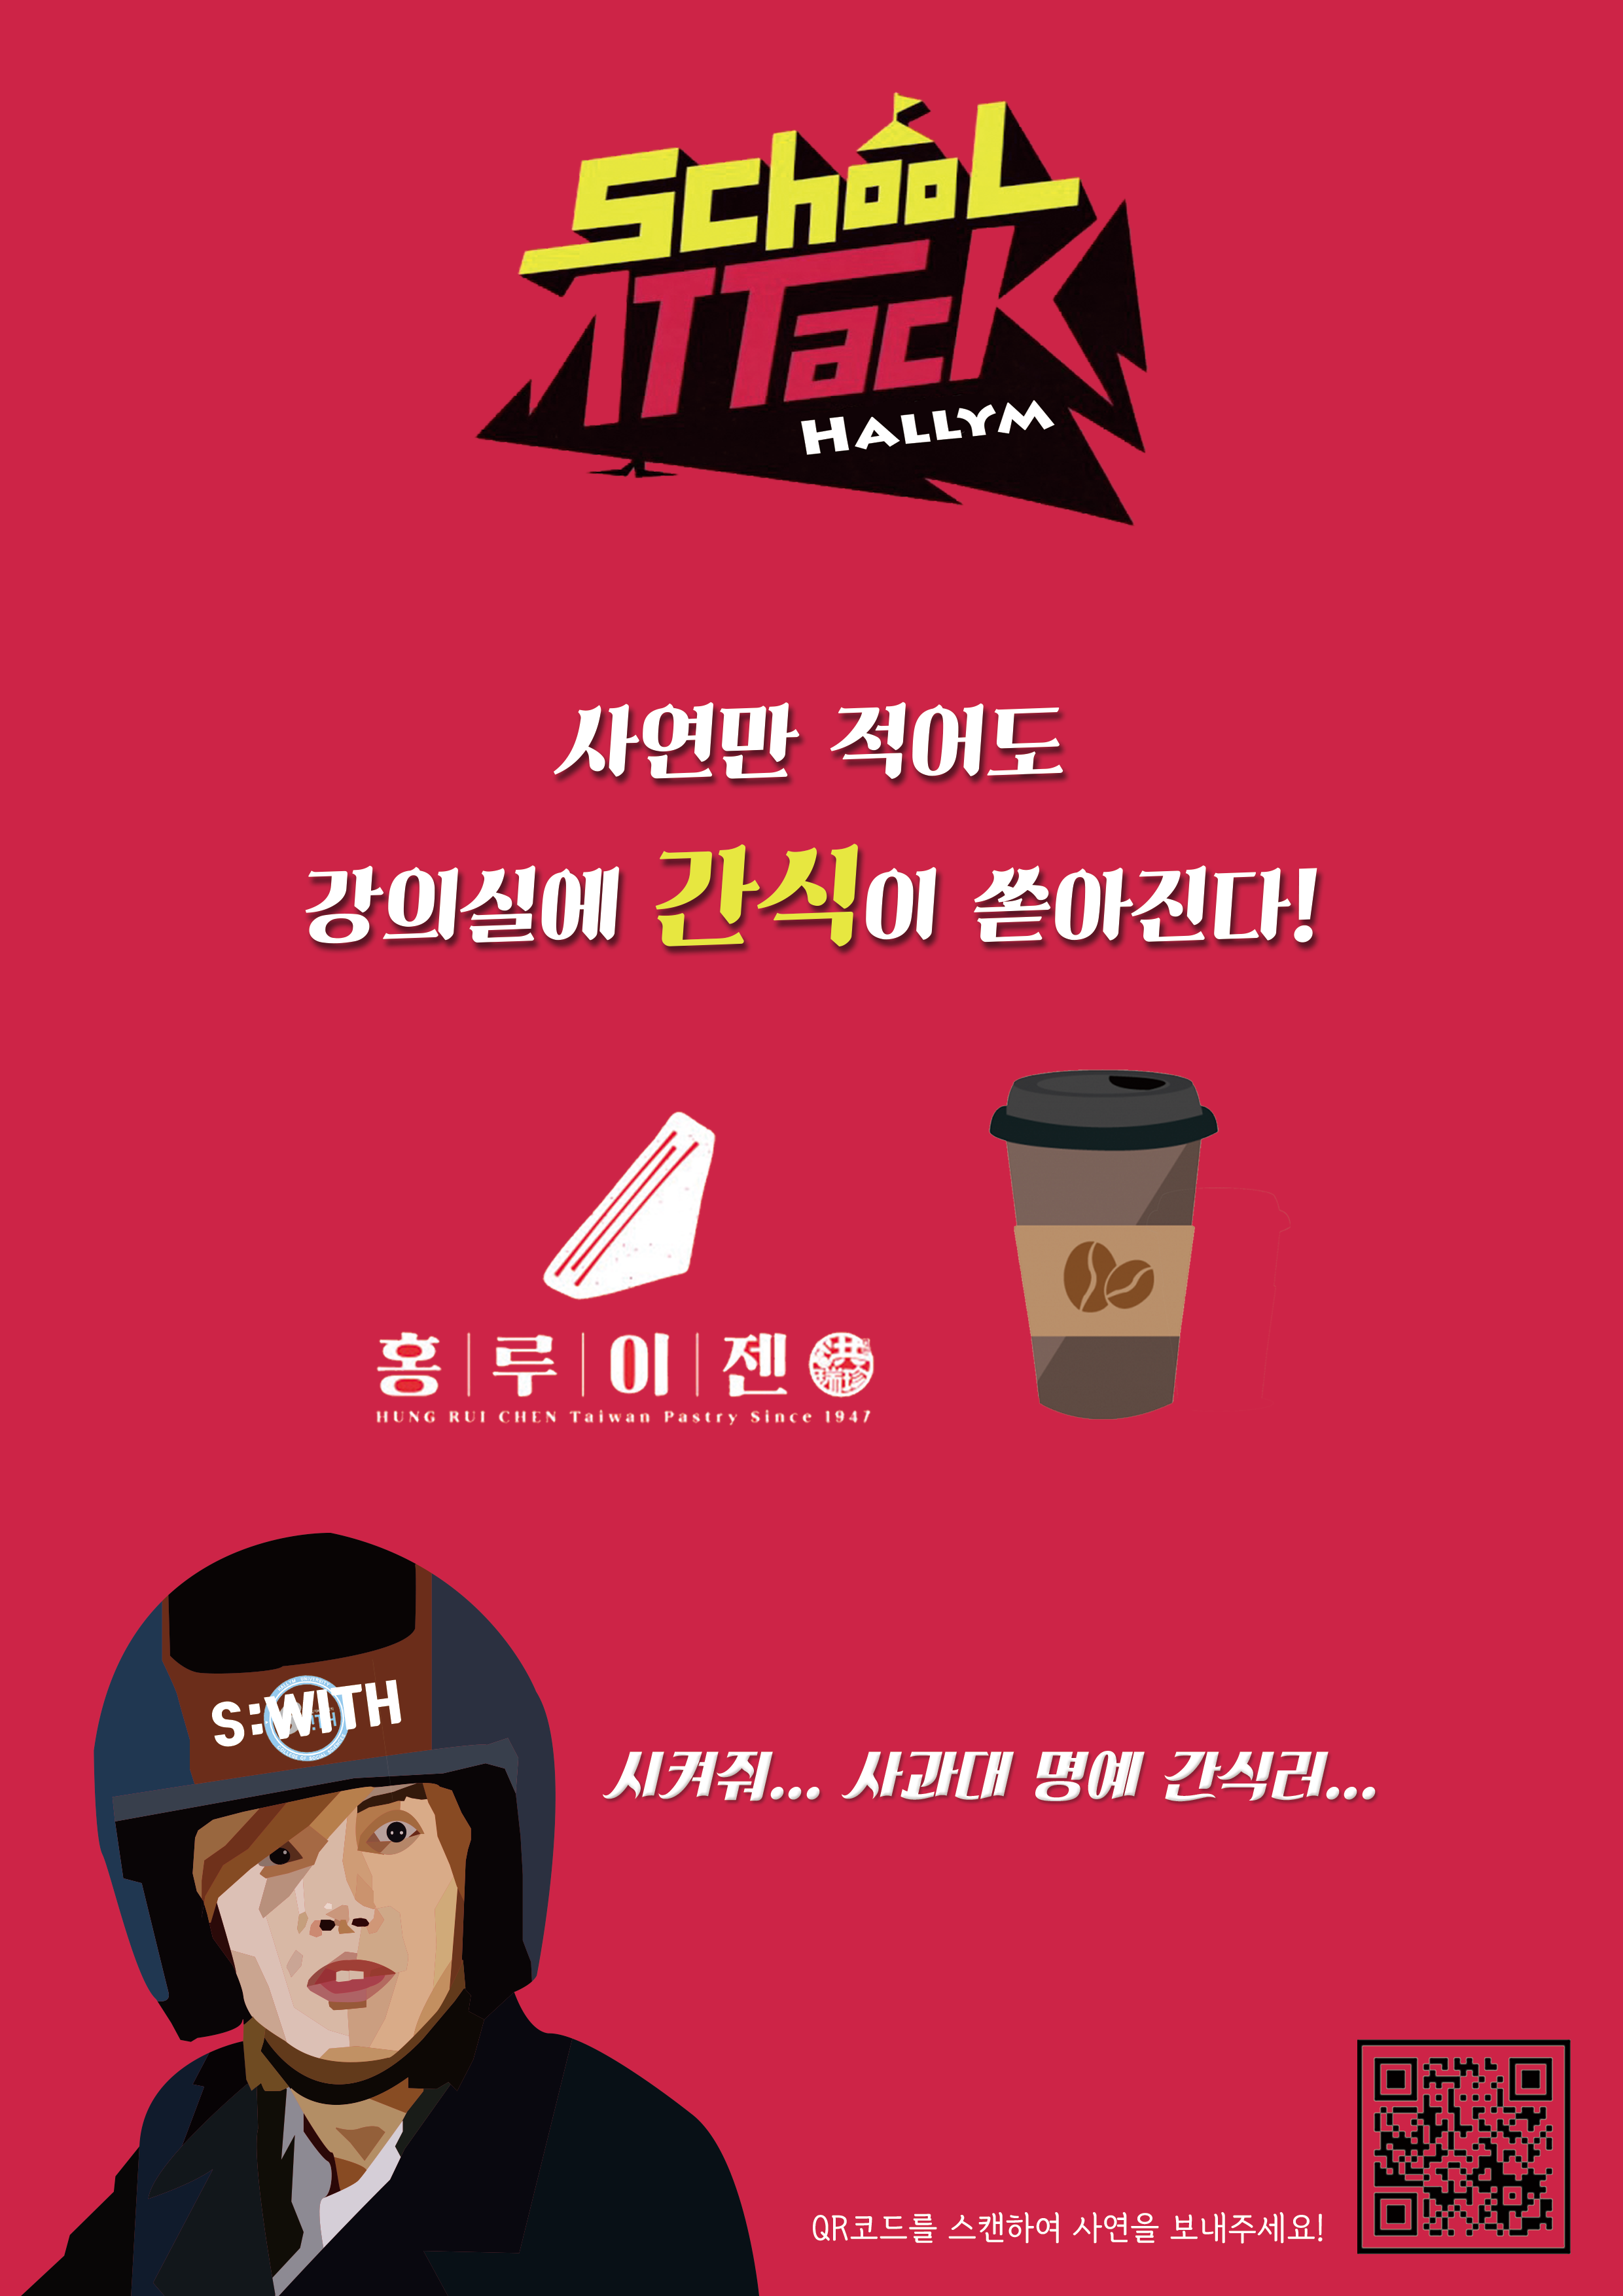 School
ATTacK
HALLYM
사연만 적어도
강의실에 간식이 쏟아진다!
홍|루|이|젠 洪瑞珍
HUNG RUI CHEN Taiwan Pastry Since 1947
S:WITH
시켜줘... 사과대 명예 간식러...
QR코드를 스캔하여 사연을 보내주세요!